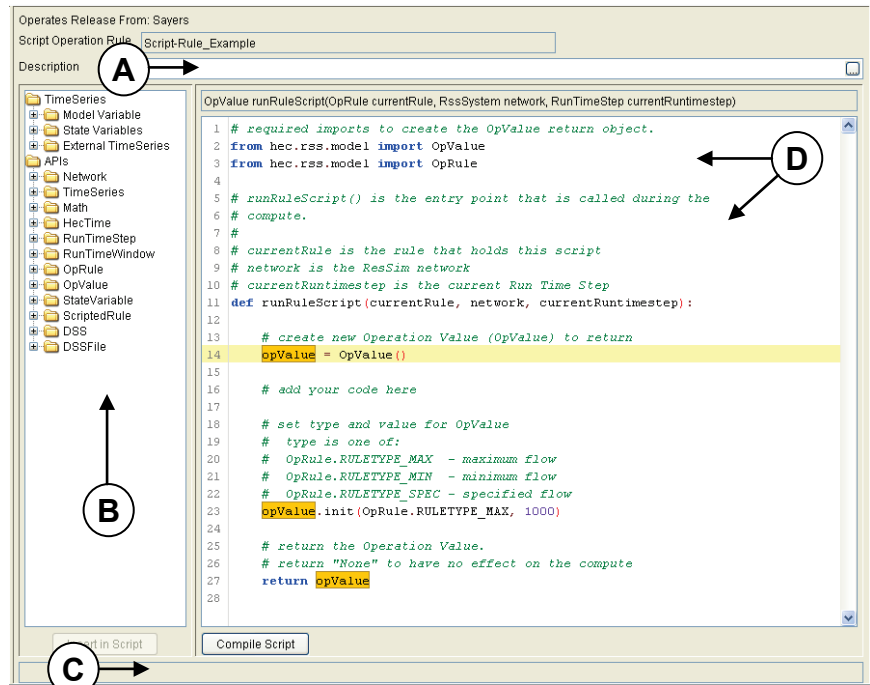 Operates Release From: Sayers
Script Operation Rule Script-Rule_Example
Description
A
TimeSeries
Model Variable
State Variables
External TimeSeries
APIs
Network
TimeSeries
Math
HecTime
RunTimeStep
RunTimeWindow
OpRule
OpValue
StateVariable
ScriptedRule
DSS
DSSFile
B
OpValue runRuleScript(OpRule currentRule, RssSystem network, RunTimeStep currentRuntimestep)
1 # required imports to create the OpValue return object.
2 from hec.rss.model import OpValue
3 from hec.rss.model import OpRule
4
5 # runRuleScript() is the entry point that is called during the
6 # compute.
7 #
8 # currentRule is the rule that holds this script
9 # network is the ResSim network
10 # currentRuntimestep is the current Run Time Step
11 def runRuleScript(currentRule, network, currentRuntimestep):
12
13 # create new Operation Value (OpValue) to return
14 opValue = OpValue()
15
16 # add your code here
17
18 # set type and value for OpValue
19 # type is one of:
20 # OpRule.RULETYPE_MAX - maximum flow
21 # OpRule.RULETYPE_MIN - minimum flow
22 # OpRule.RULETYPE_SPEC - specified flow
23 opValue.init(OpRule.RULETYPE_MAX, 1000)
24
25 # return the Operation Value.
26 # return "None" to have no effect on the compute
27 return opValue
28
D
in Script
Compile Script
C